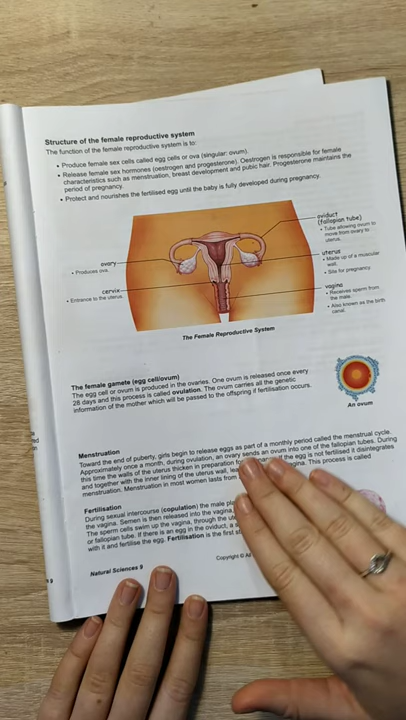 Structure of the female reproductive system
The function of the female reproductive system is to:
• Produce female sex cells called egg cells or ova (singular: ovum).
• Release female sex hormones (oestrogen and progesterone). Oestrogen is responsible for female
characteristics such as menstruation, breast development and pubic hair. Progesterone maintains the
period of pregnancy.
• Protect and nourishes the fertilised egg until the baby is fully developed during pregnancy.
oviduct
(fallopian tube)
• Tube allowing ovum to
move from ovary to
uterus.
ovary
• Produces ova.
uterus
• Made up of a muscular
wall.
• Site for pregnancy
cervix
• Entrance to the uterus.
vagina
• Receives sperm from
the male.
• Also known as the birth
canal.
The Female Reproductive System
The female gamete (egg cell/ovum)
The egg cell or ovum is produced in the ovaries. One ovum is released once every
28 days and this process is called ovulation. The ovum carries all the genetic
information of the mother which will be passed to the offspring if fertilisation occurs.
An ovum
Menstruation
Toward the end of puberty, girls begin to release eggs as part of a monthly period called the menstrual cycle.
Approximately once a month, during ovulation, an ovary sends an ovum into one of the fallopian tubes. During
this time the walls of the uterus thicken in preparation for if the egg is not fertilised it disintegrates
and together with the inner lining of the uterus wall, vagina. This process is called
menstruation. Menstruation in most women lasts from
Fertilisation
During sexual intercourse (copulation) the male
the vagina. Semen is then released into the vagina,
The sperm cells swim up the vagina, through the
or fallopian tube. If there is an egg in the oviduct, a
with it and fertilise the egg. Fertilisation is the first
Copyright ©
Natural Sciences 9